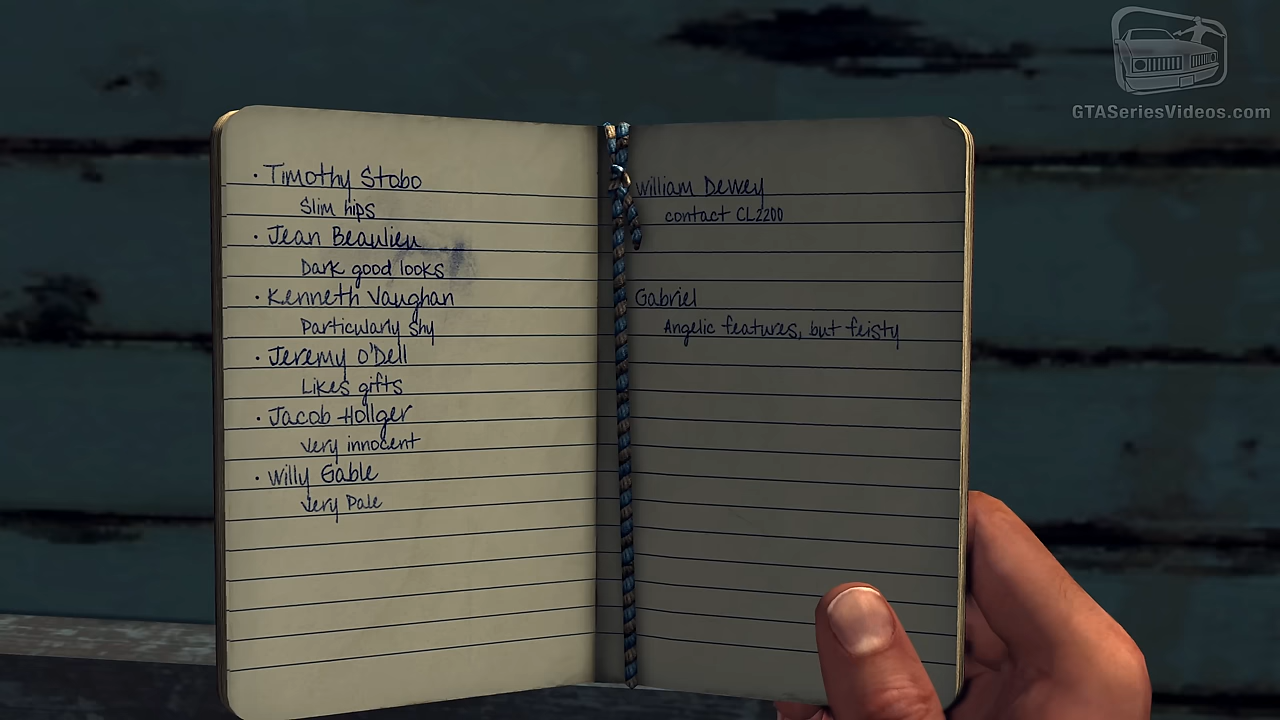 GTASeriesVideos.com
· Timothy Stobo
Slim hips
· Jean Beaulieu
Dark good looks
· Kenneth Vaughan
Particularly shy
· Jeremy O'Dell
Likes gifts
· Jacob Hollger
Very innocent
· Willy Gable
Very Pale
William Dewey
contact CL2200
Gabriel
Angelic features, but feisty